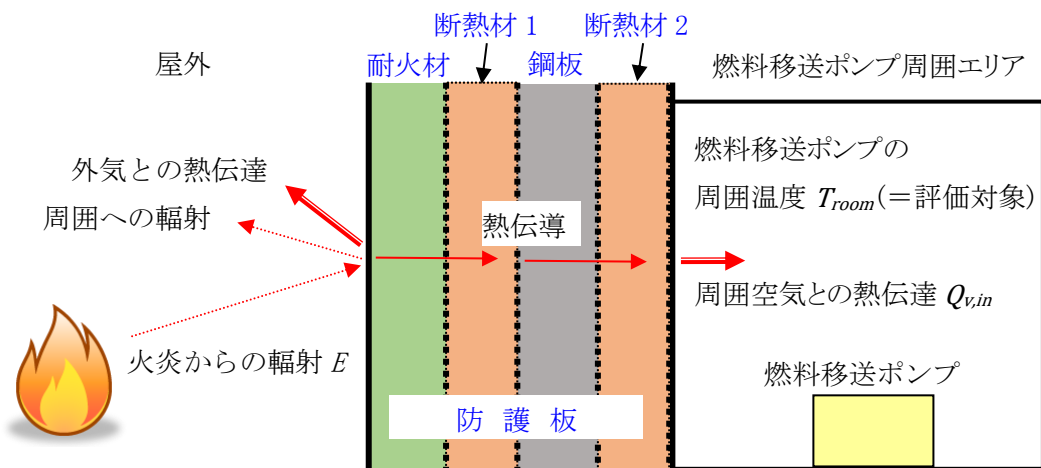 断熱材 1
断熱材 2
屋外
耐火材
鋼板
燃料移送ポンプ周囲エリア
外気との熱伝達
周囲への輻射
熱伝導
燃料移送ポンプの
周囲温度 Troom(＝評価対象)
周囲空気との熱伝達 Qv,in
火炎からの輻射 E
燃料移送ポンプ
防 護 板